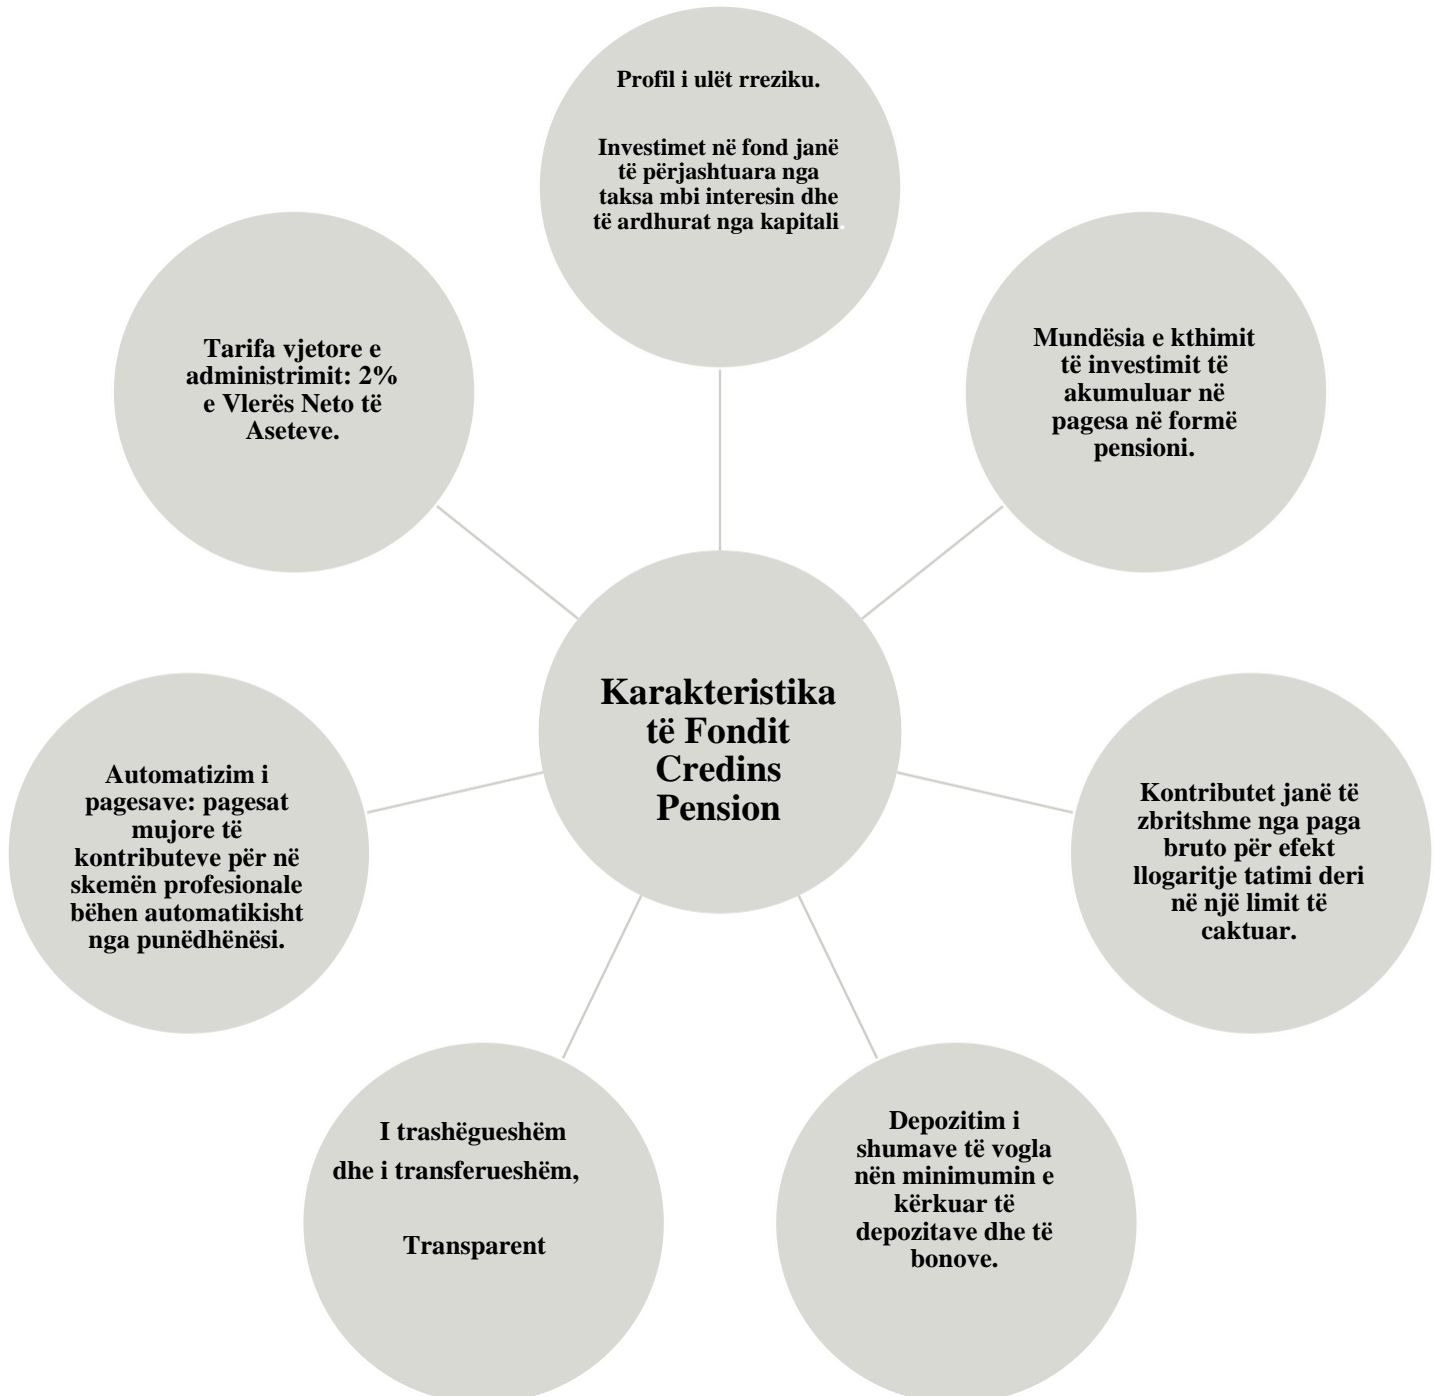 Profil i ulët rreziku.
Investimet në fond janë
të përjashtuara nga
taksa mbi interesin dhe
të ardhurat nga kapitali.
Mundësia e kthimit
të investimit të
akumuluar në
pagesa në formë
pensioni.
Kontributet janë të
zbritshme nga paga
bruto për efekt
llogaritje tatimi deri
në një limit të
caktuar.
Depozitim i
shumave të vogla
nën minimumin e
kërkuar të
depozitave dhe të
bonove.
I trashëgueshëm
dhe i transferueshëm,
Transparent
Automatizim i
pagesave: pagesat
mujore të
kontributeve për në
skemën profesionale
bëhen automatikisht
nga punëdhënësi.
Tarifa vjetore e
administrimit: 2%
e Vlerës Neto të
Aseteve.
Karakteristika
të Fondit
Credins
Pension